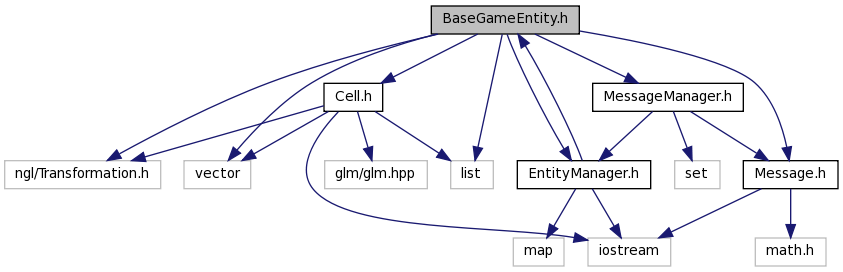 BaseGameEntity.h
Cell.h
MessageManager.h
ngl/Transformation.h
vector
glm/glm.hpp
list
EntityManager.h
set
Message.h
map
iostream
math.h